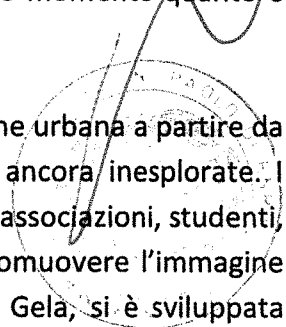 momento quanto
ne urbana a partire da
ancora inesplorate. I
associazioni, studenti,
omuovere l'immagine
Gela, si è sviluppata